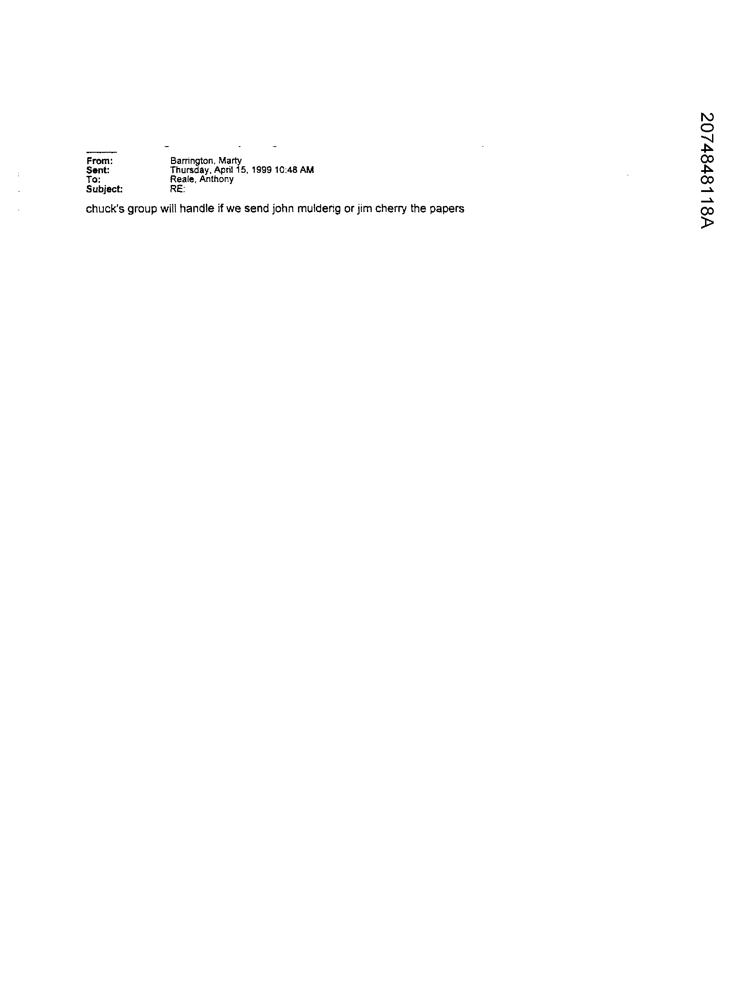 From: Barrington, Marty
Sent: Thursday, April 15, 1999 10:48 AM
To: Reale, Anthony
Subject: RE:
chuck's group will handle if we send john mulderig or jim cherry the papers
2074848118A